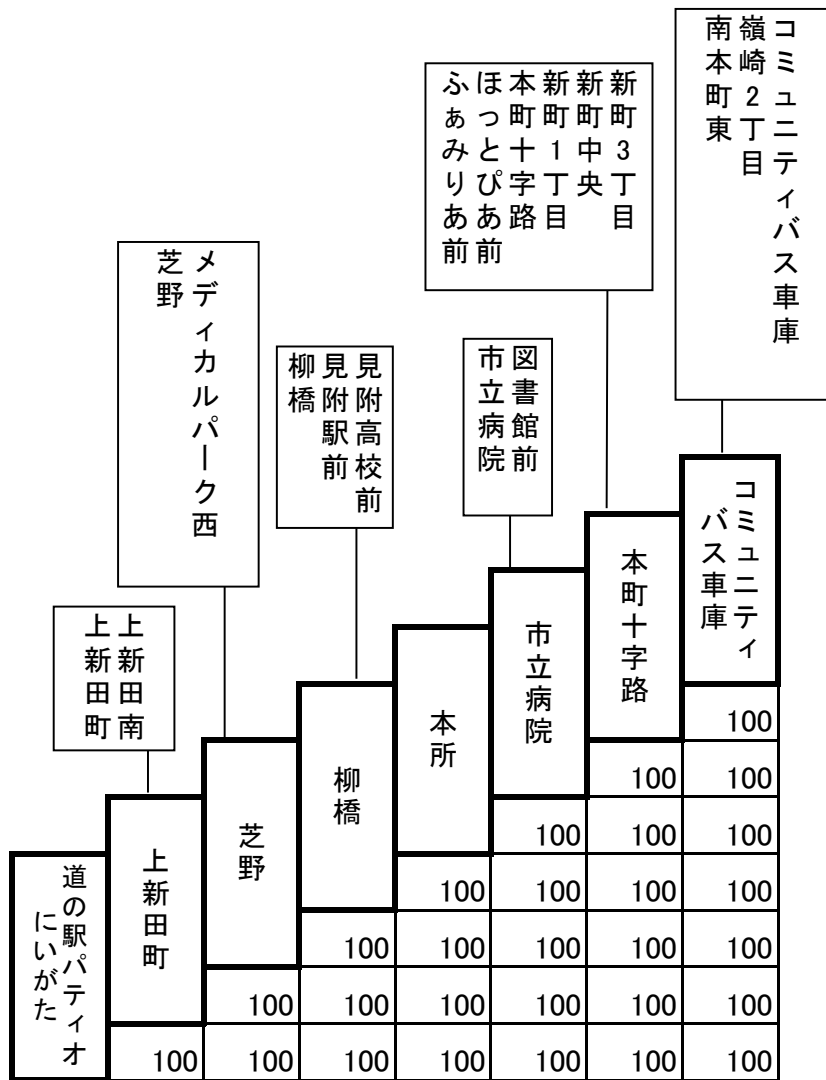 コミュニティバス車庫
嶺崎2丁目
南本町東
新町3丁目
新町中央
新町1丁目
本町十字路
ほっとぴあ前
ふぁみりあ前
メディカルパーク西
芝野
図書館前
市立病院
見附高校前
見附駅前
柳橋
上新田南
上新田町
コミュニティ
バス車庫
本町十字路
市立病院
本所
柳橋
芝野
上新田町
道の駅パティオ
にいがた
100
100 100
100 100 100
100 100 100 100
100 100 100 100 100
100 100 100 100 100 100
100 100 100 100 100 100 100